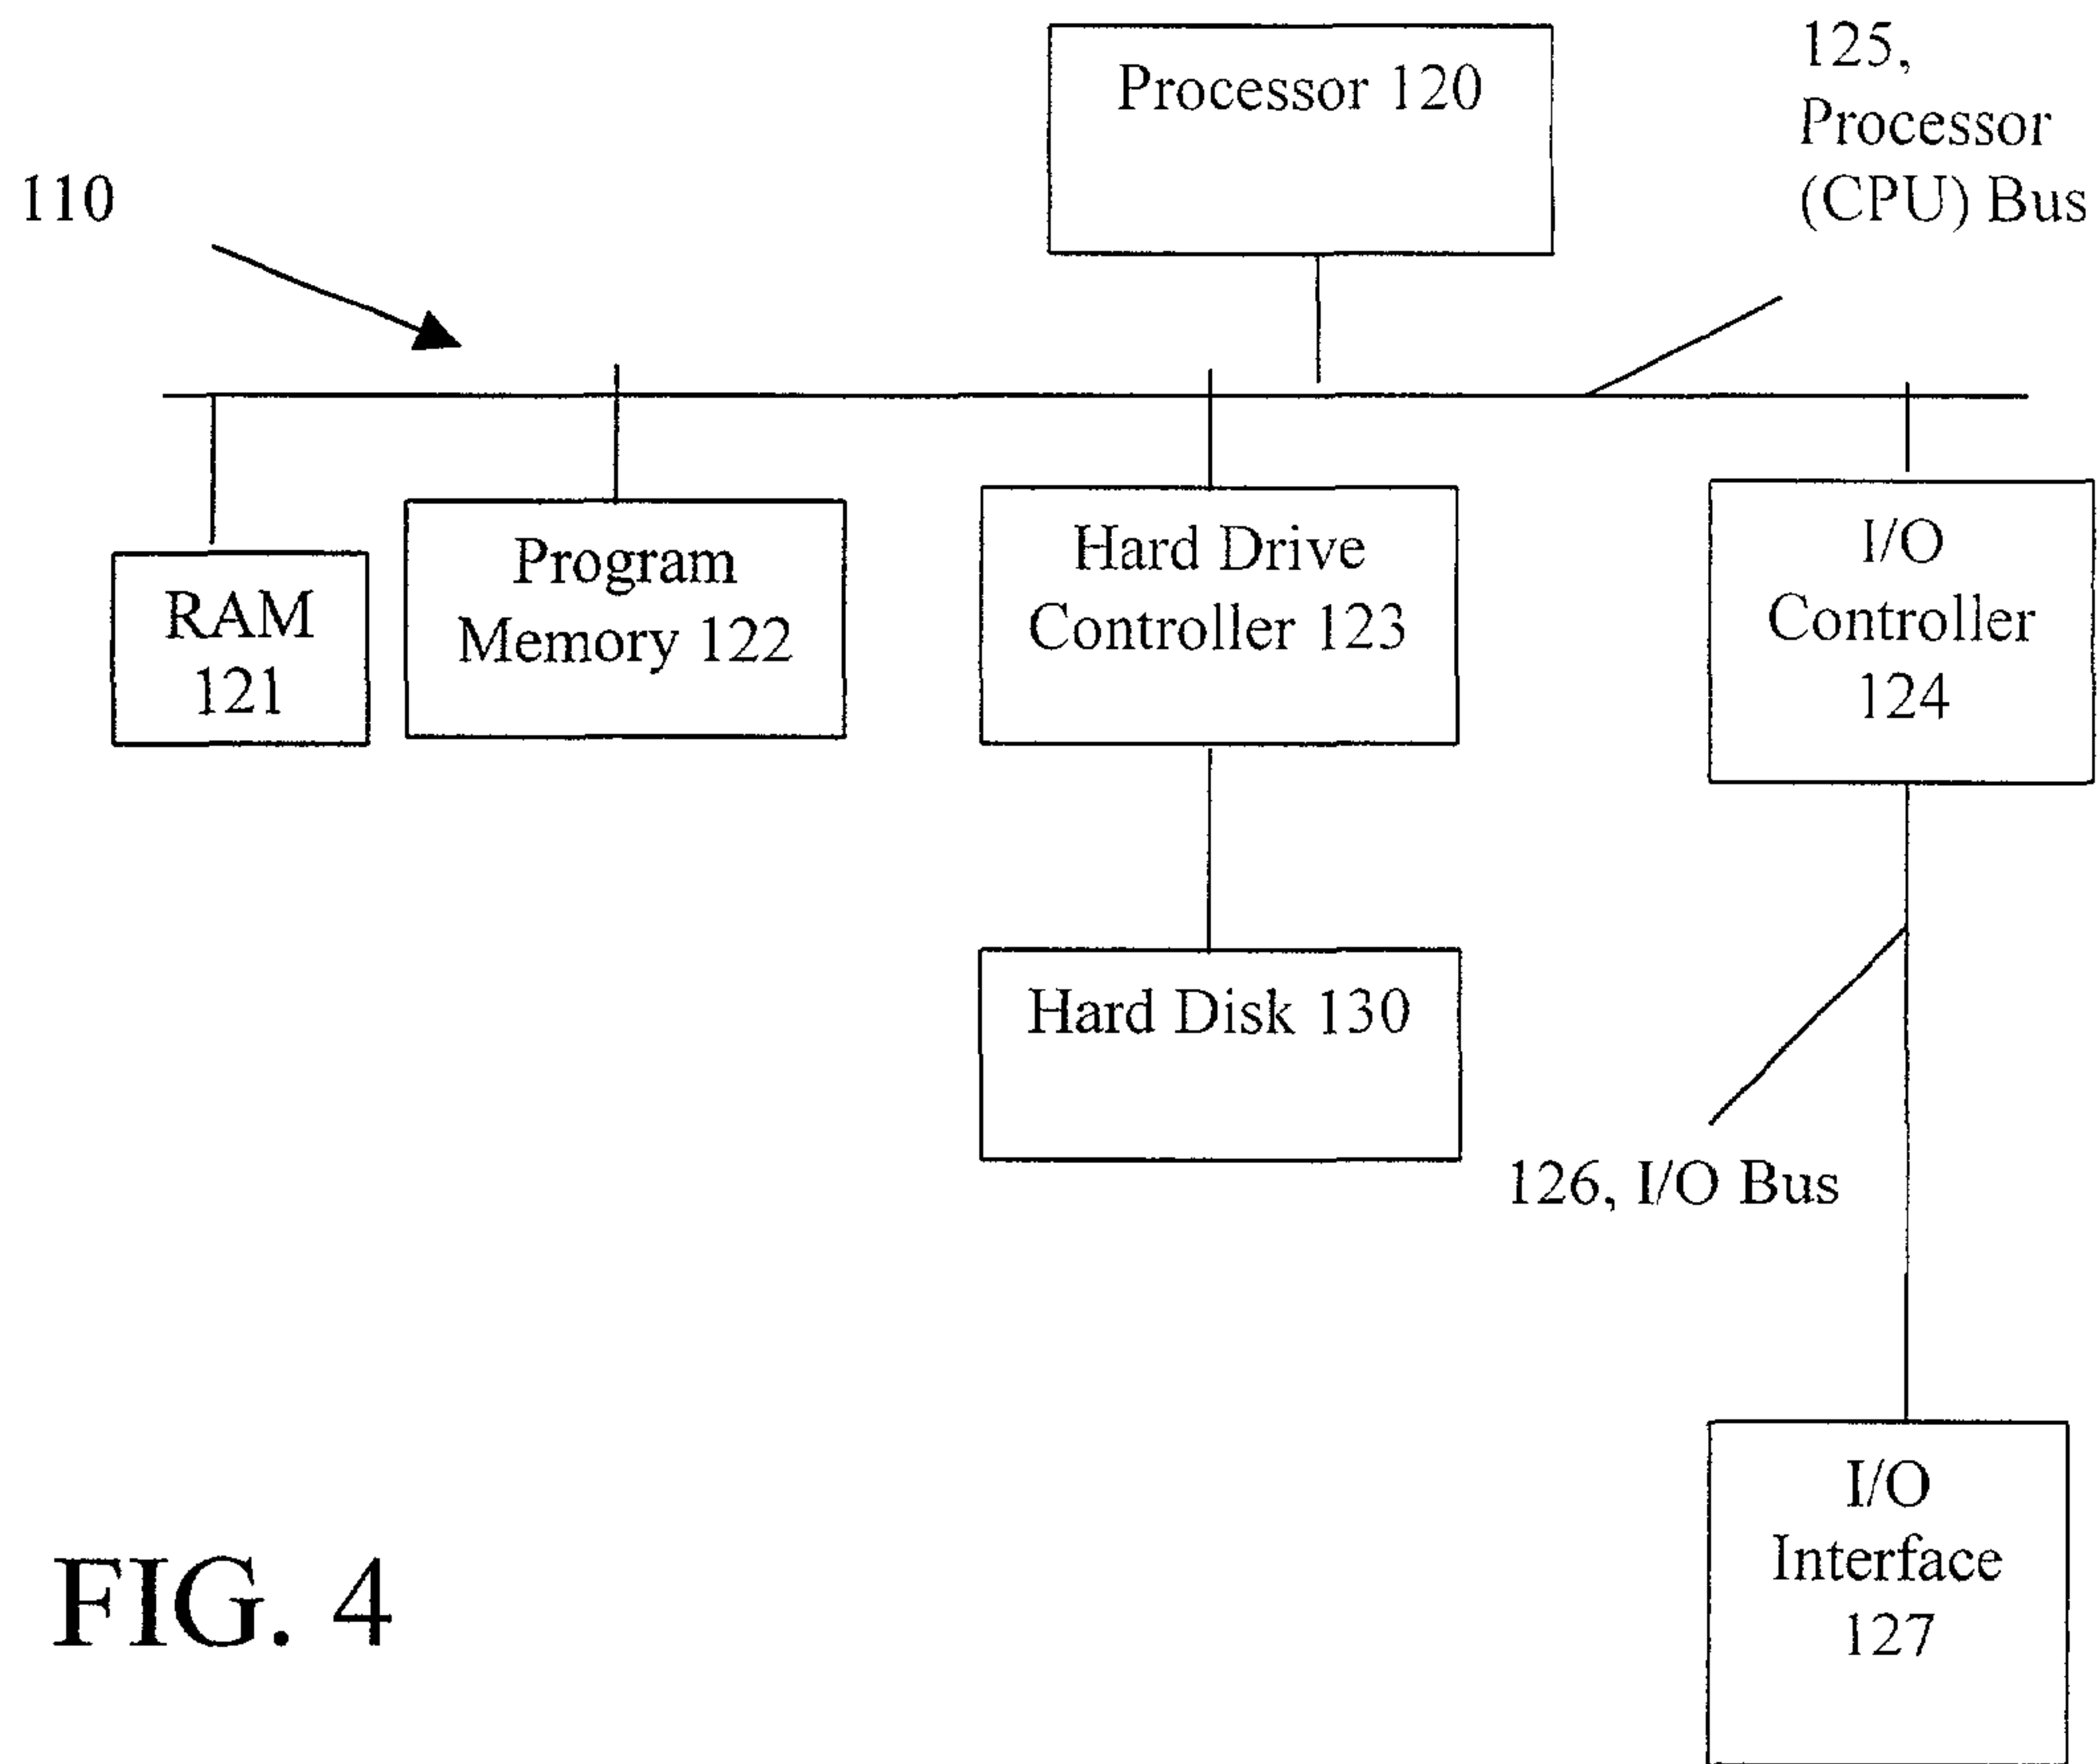 Processor 120
125,
Processor
(CPU) Bus
110
RAM
121
Program
Memory 122
Hard Drive
Controller 123
I/O
Controller
124
Hard Disk 130
126, I/O Bus
I/O
Interface
127
FIG. 4